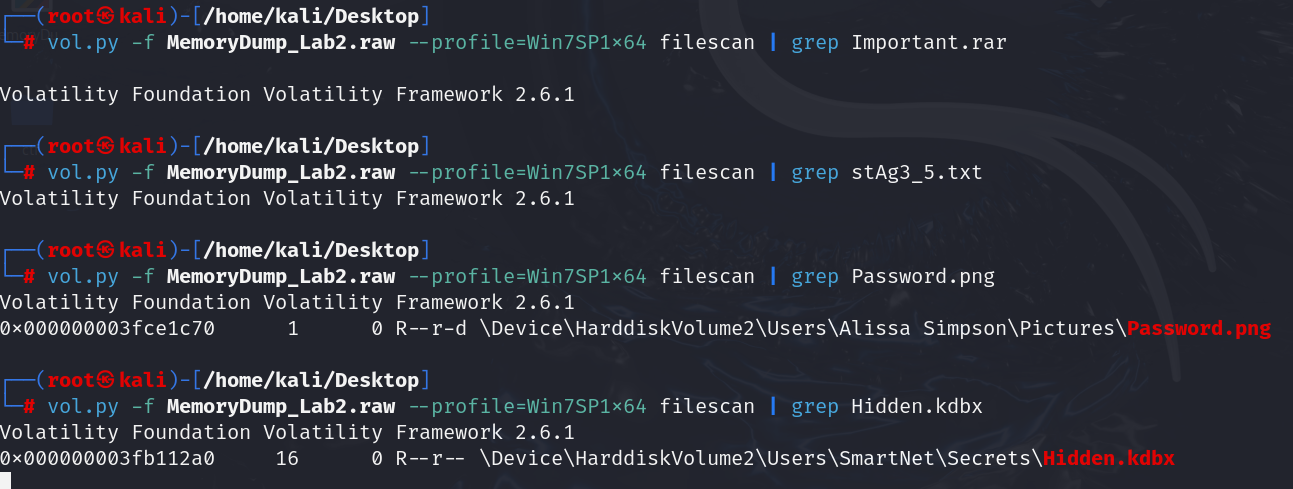 ┌──(root㉿kali)-[/home/kali/Desktop]
└─# vol.py -f MemoryDump_Lab2.raw --profile=Win7SP1×64 filescan | grep Important.rar
Volatility Foundation Volatility Framework 2.6.1
┌──(root㉿kali)-[/home/kali/Desktop]
└─# vol.py -f MemoryDump_Lab2.raw --profile=Win7SP1×64 filescan | grep stAg3_5.txt
Volatility Foundation Volatility Framework 2.6.1
┌──(root㉿kali)-[/home/kali/Desktop]
└─# vol.py -f MemoryDump_Lab2.raw --profile=Win7SP1×64 filescan | grep Password.png
Volatility Foundation Volatility Framework 2.6.1
0×000000003fce1c70      1      0 R--r-d \Device\HarddiskVolume2\Users\Alissa Simpson\Pictures\Password.png
┌──(root㉿kali)-[/home/kali/Desktop]
└─# vol.py -f MemoryDump_Lab2.raw --profile=Win7SP1×64 filescan | grep Hidden.kdbx
Volatility Foundation Volatility Framework 2.6.1
0×000000003fb112a0     16      0 R--r-- \Device\HarddiskVolume2\Users\SmartNet\Secrets\Hidden.kdbx